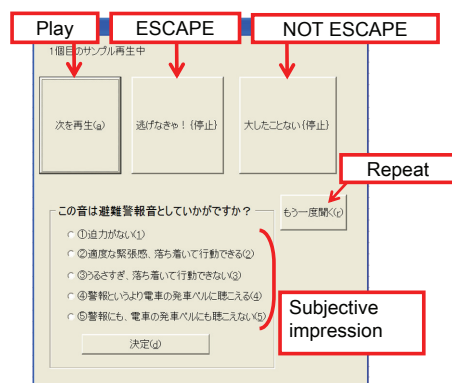 Play
ESCAPE
NOT ESCAPE
1個目のサンプル再生中
次を再生(a)
逃げなきゃ！{停止}
大したことない{停止}
Repeat
もう一度聞く(r)
この音は避難警報音としていかがですか？
①迫力がない(1)
②適度な緊張感、落ち着いて行動できる(2)
③うるさすぎ、落ち着いて行動できない(3)
④警報というより電車の発車ベルに聴こえる(4)
⑤警報にも、電車の発車ベルにも聴こえない(5)
決定(d)
Subjective
impression